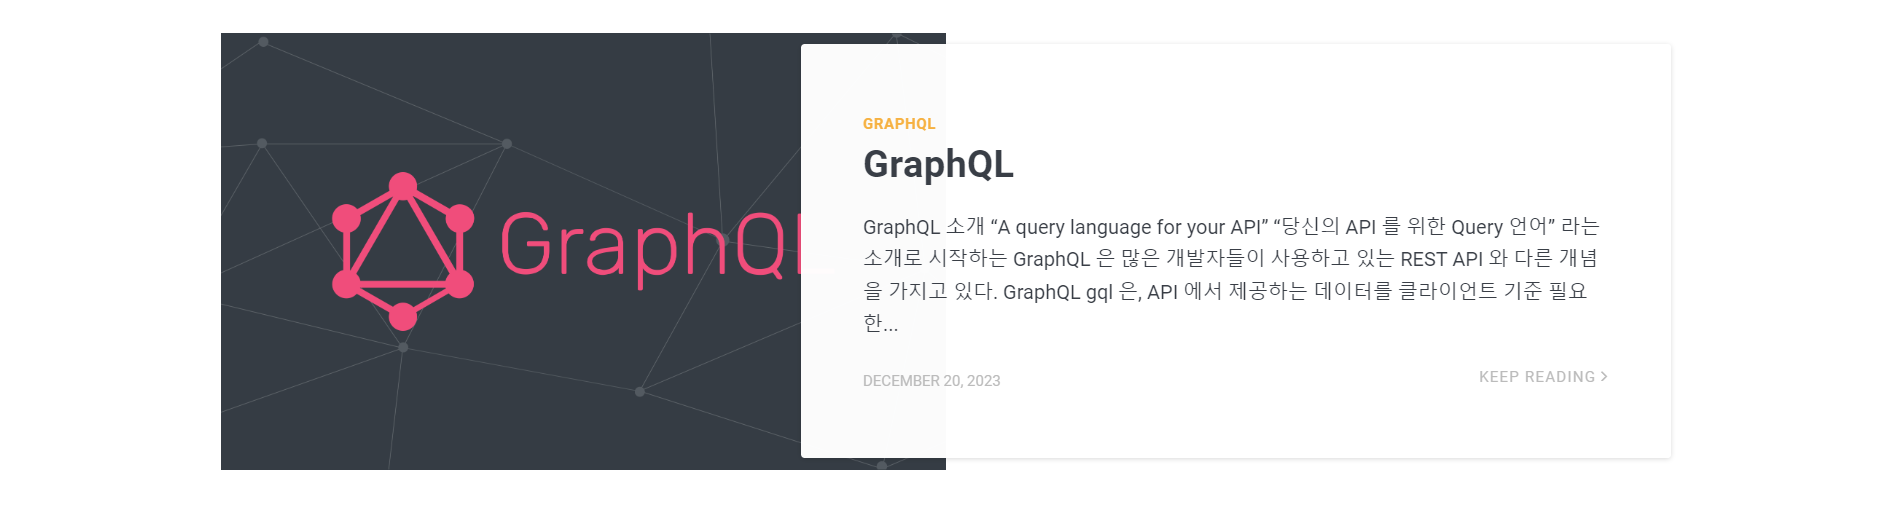 GraphQL
GRAPHQL
GraphQL
GraphQL 소개 “A query language for your API” “당신의 API 를 위한 Query 언어” 라는
소개로 시작하는 GraphQL 은 많은 개발자들이 사용하고 있는 REST API 와 다른 개념
을 가지고 있다. GraphQL gql 은, API 에서 제공하는 데이터를 클라이언트 기준 필요
한...
DECEMBER 20, 2023
KEEP READING